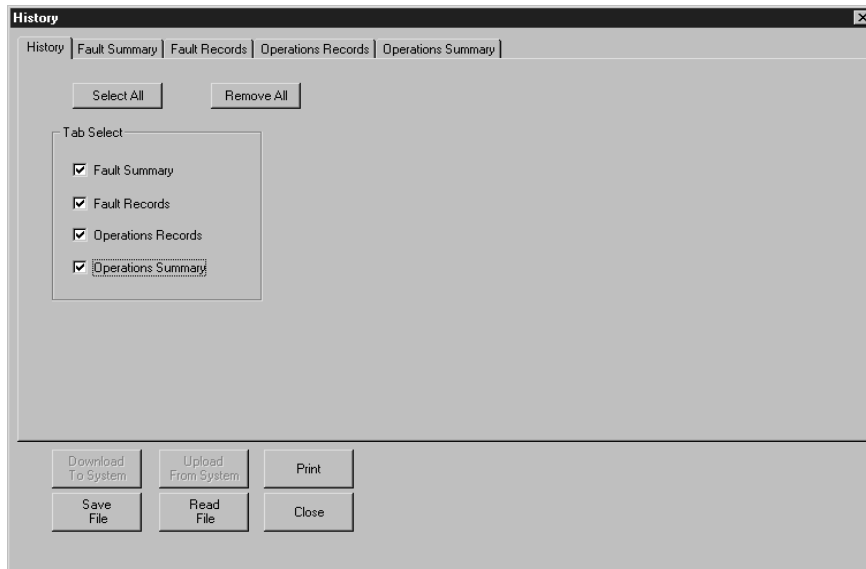 History
History Fault Summary Fault Records Operations Records Operations Summary
Select All Remove All
Tab Select
Fault Summary
Fault Records
Operations Records
Operations Summary
Download To System
Upload From System
Print
Save File
Read File
Close